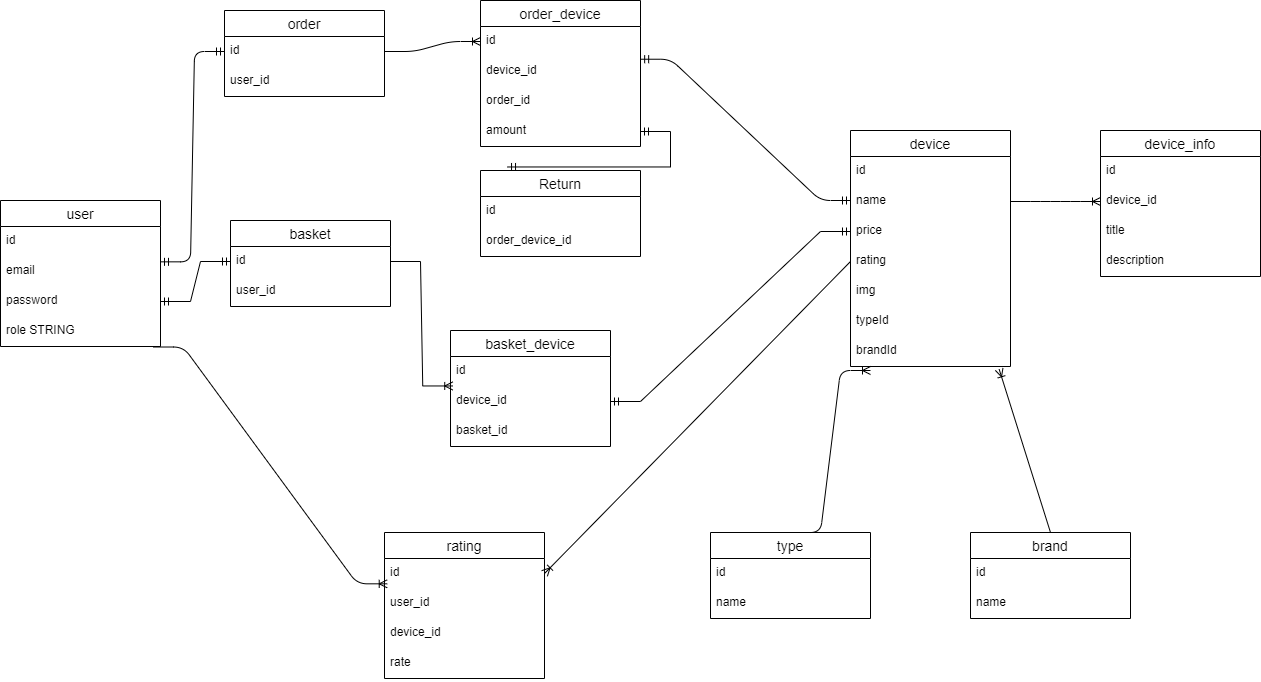 order
id
user_id
order_device
id
device_id
order_id
amount
Return
id
order_device_id
user
id
email
password
role STRING
basket
id
user_id
basket_device
id
device_id
basket_id
device
id
name
price
rating
img
typeId
brandId
device_info
id
device_id
title
description
rating
id
user_id
device_id
rate
type
id
name
brand
id
name